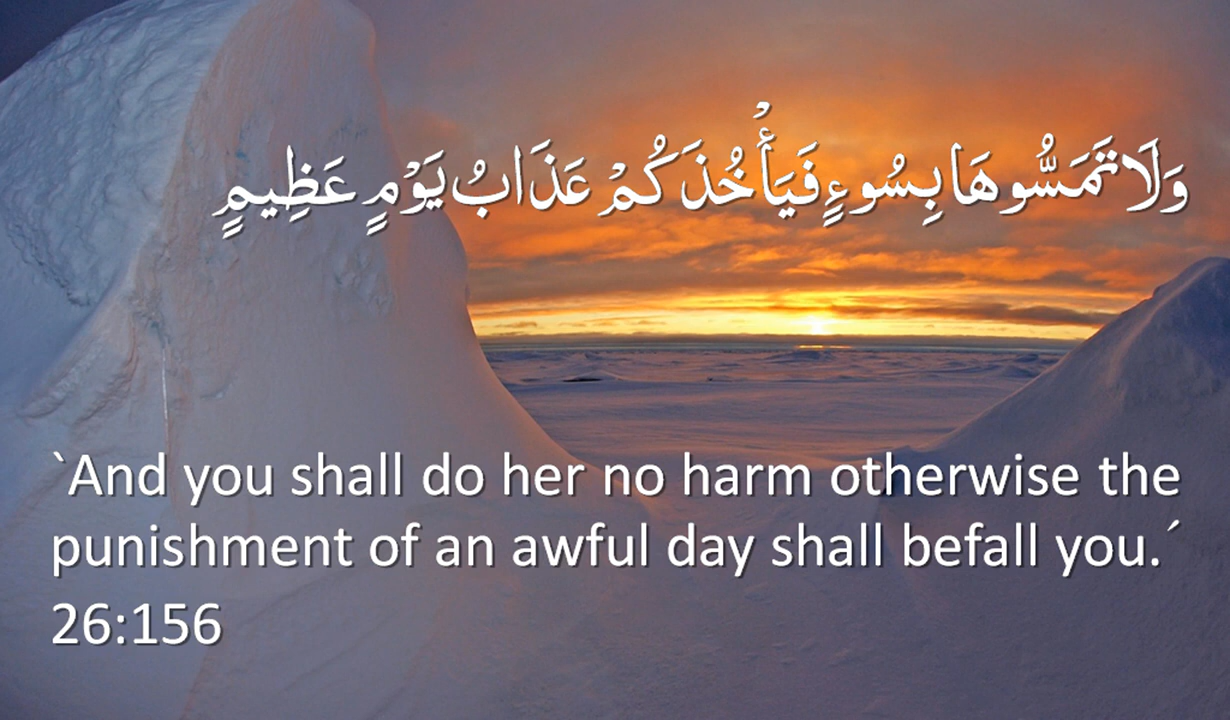 وَلَا تَمَسُّوهَا بِسُوءٍ فَيَأْخُذَكُمْ عَذَابُ يَوْمٍ عَظِيمٍ
`And you shall do her no harm otherwise the
punishment of an awful day shall befall you.´
26:156